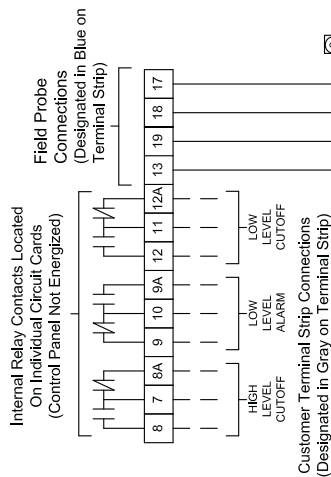 Internal Relay Contacts Located
On Individual Circuit Cards
(Control Panel Not Energized)
Field Probe
Connections
(Designated in Blue on
Terminal Strip)
8 7 8A 9 10 9A 12 11 12A 13 19 18 17
HIGH
LEVEL
CUTOFF
LOW
LEVEL
ALARM
LOW
LEVEL
CUTOFF
Customer Terminal Strip Connections
(Designated in Gray on Terminal Strip)